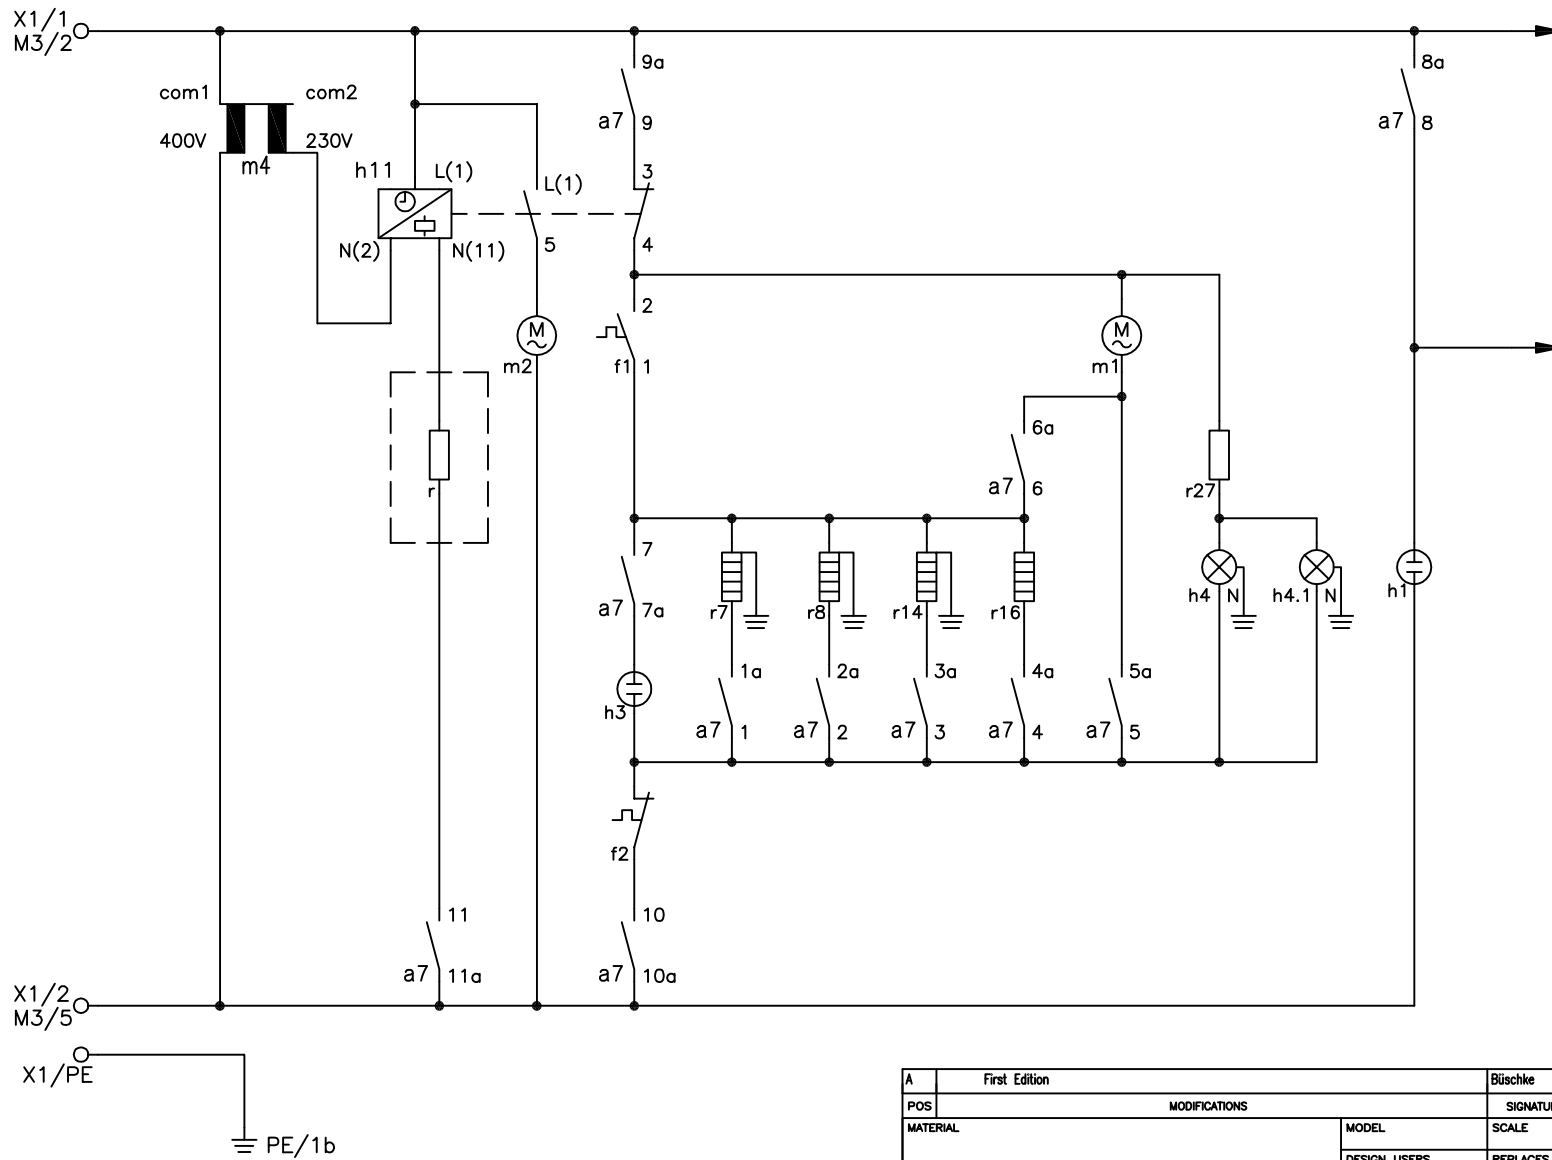 X1/1
M3/2
9a
8a
com1
com2
a7 9
a7 8
400V
230V
m4
h11
L(1)
L(1)
3
N(2)
N(11)
5
4
2
M
M
m2
f1 1
m1
6a
a7 6
r
r27
7
a7 7a
r7
r8
r14
r16
h4 N
h4.1 N
h1
h3
1a
2a
3a
4a
5a
a7 1
a7 2
a7 3
a7 4
a7 5
f2
11
10
a7 11a
a7 10a
X1/2
M3/5
X1/PE
PE/1b
A First Edition Büschke
POS MODIFICATIONS SIGNATU
MATERIAL MODEL SCALE
DESIGN USERS REPLACES